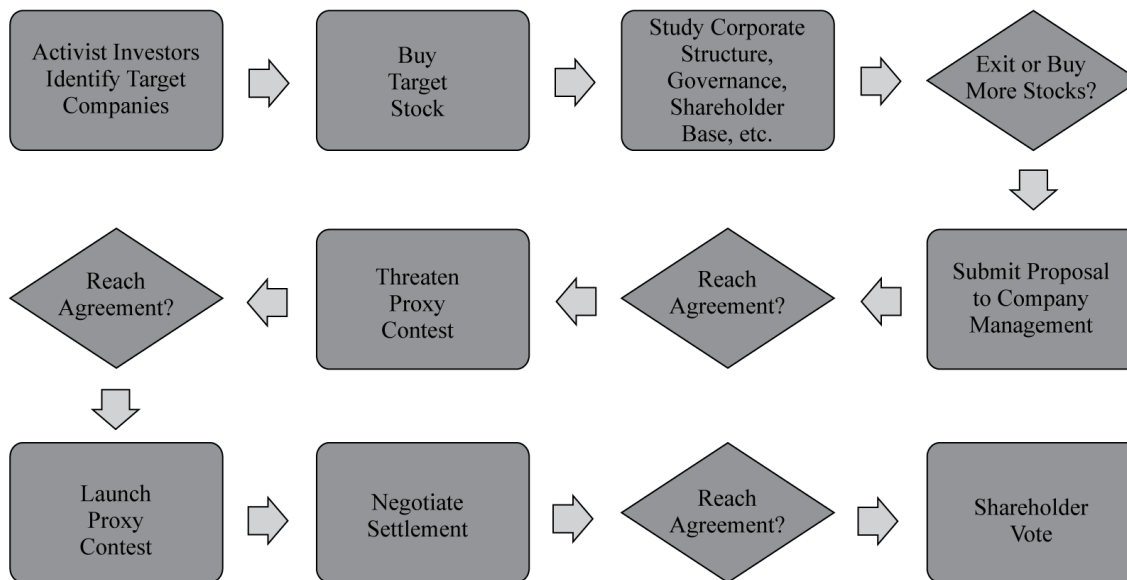 Activist Investors
Identify Target
Companies
Buy
Target
Stock
Study Corporate
Structure,
Governance,
Shareholder
Base, etc.
Exit or Buy
More Stocks?
Reach
Agreement?
Threaten
Proxy
Contest
Reach
Agreement?
Submit Proposal
to Company
Management
Launch
Proxy
Contest
Negotiate
Settlement
Reach
Agreement?
Shareholder
Vote